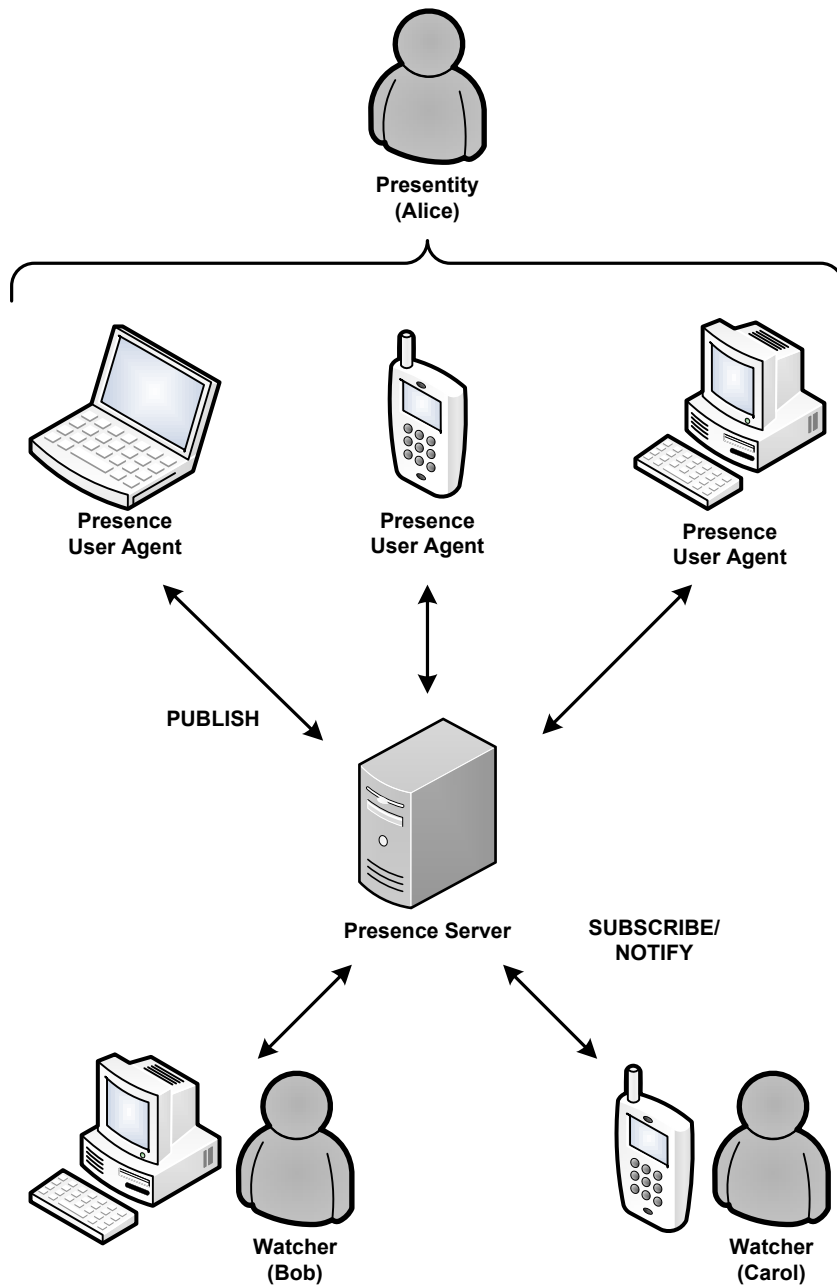 Presentity
(Alice)
Presence
User Agent
Presence
User Agent
Presence
User Agent
PUBLISH
Presence Server
SUBSCRIBE/
NOTIFY
Watcher
(Bob)
Watcher
(Carol)